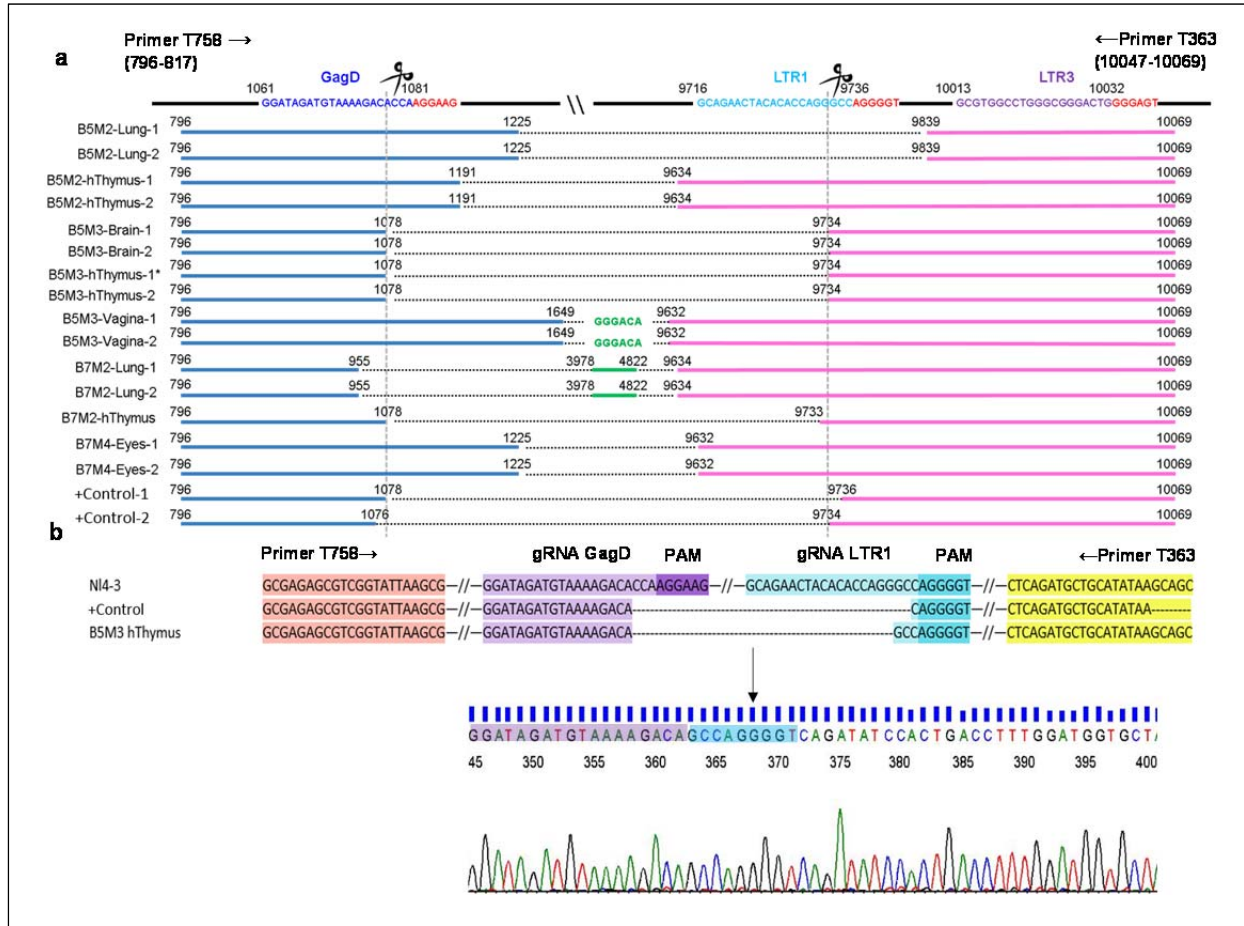 a
Primer T758 →
(796-817)
←Primer T363
(10047-10069)
GagD
LTR1
LTR3
1061 1081 9716 9736 10013 10032
GGATAGATGTAAAAGACACCAAGGAAG \\ GCAGAACTACACACCAGGGCCAGGGGT GCGTGGCCTGGGCGGGACTGGGGAGT
B5M2-Lung-1 796 1225 9839 10069
B5M2-Lung-2 796 1225 9839 10069
B5M2-hThymus-1 796 1191 9634 10069
B5M2-hThymus-2 796 1191 9634 10069
B5M3-Brain-1 796 1078 9734 10069
B5M3-Brain-2 796 1078 9734 10069
B5M3-hThymus-1* 796 1078 9734 10069
B5M3-hThymus-2 796 1078 9734 10069
B5M3-Vagina-1 796 1649 GGGACA 9632 10069
B5M3-Vagina-2 796 1649 GGGACA 9632 10069
B7M2-Lung-1 796 955 3978 4822 9634 10069
B7M2-Lung-2 796 955 3978 4822 9634 10069
B7M2-hThymus 796 1078 9733 10069
B7M4-Eyes-1 796 1225 9632 10069
B7M4-Eyes-2 796 1225 9632 10069
+Control-1 796 1078 9736 10069
+Control-2 796 1076 9734 10069
b
Primer T758→ gRNA GagD PAM gRNA LTR1 PAM ←Primer T363
Nl4-3 GCGAGAGCGTCGGTATTAAGCG—//—GGATAGATGTAAAAGACACCAAGGAAG—//—GCAGAACTACACACCAGGGCCAGGGGT—//—CTCAGATGCTGCATATAAGCAGC
+Control GCGAGAGCGTCGGTATTAAGCG—//—GGATAGATGTAAAAGACA-----------------------------------CAGGGGT—//—CTCAGATGCTGCATATAA-------
B5M3 hThymus GCGAGAGCGTCGGTATTAAGCG—//—GGATAGATGTAAAAGACA---------------------------------GCCAGGGGT—//—CTCAGATGCTGCATATAAGCAGC
GGATAGATGTAAAAGACAGCCAGGGGTCAGATATCCACTGACCTTTGGATGGTGCT
45 350 355 360 365 370 375 380 385 390 395 400